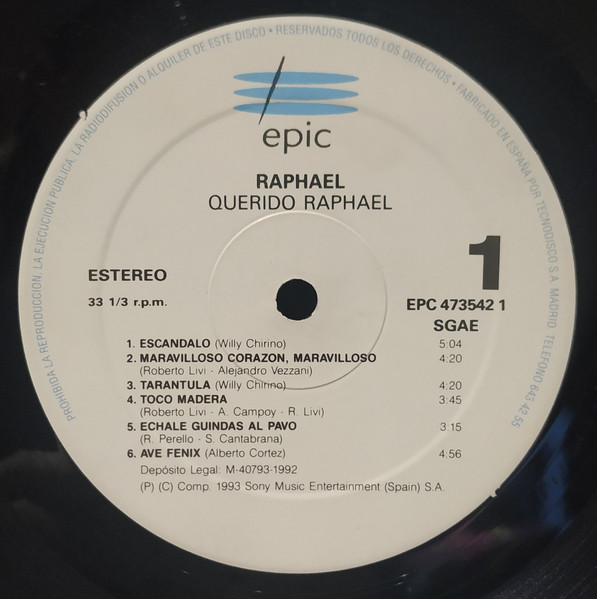 PROHIBIDA LA REPRODUCCION. LA EJECUCION PUBLICA. LA RADIODIFUSION O ALQUILER DE ESTE DISCO • RESERVADOS TODOS LOS DERECHOS • FABRICADO EN ESPAÑA POR TECNODISCO S.A. MADRID. TELEFONO 643 42 55
epic
RAPHAEL
QUERIDO RAPHAEL
1
ESTEREO
33 1/3 r.p.m.
EPC 473542 1
SGAE
1. ESCANDALO (Willy Chirino) 5:04
2. MARAVILLOSO CORAZON, MARAVILLOSO 4:20
(Roberto Livi - Alejandro Vezzani)
3. TARANTULA (Willy Chirino) 4:20
4. TOCO MADERA 3:45
(Roberto Livi - A. Campoy - R. Livi)
5. ECHALE GUINDAS AL PAVO 3:15
(R. Perello - S. Cantabrana)
6. AVE FENIX (Alberto Cortez) 4:56
Depósito Legal: M-40793-1992
(P) (C) Comp. 1993 Sony Music Entertainment (Spain) S.A.